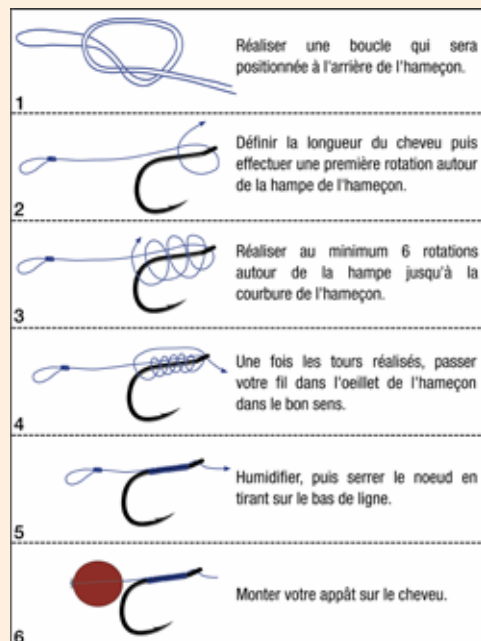 Réaliser une boucle qui sera
positionnée à l'arrière de l'hameçon.
1
Définir la longueur du cheveu puis
effectuer une première rotation autour
de la hampe de l'hameçon.
2
Réaliser au minimum 6 rotations
autour de la hampe jusqu'à la
courbure de l'hameçon.
3
Une fois les tours réalisés, passer
votre fil dans l'oeillet de l'hameçon
dans le bon sens.
4
Humidifier, puis serrer le noeud en
tirant sur le bas de ligne.
5
Monter votre appât sur le cheveu.
6